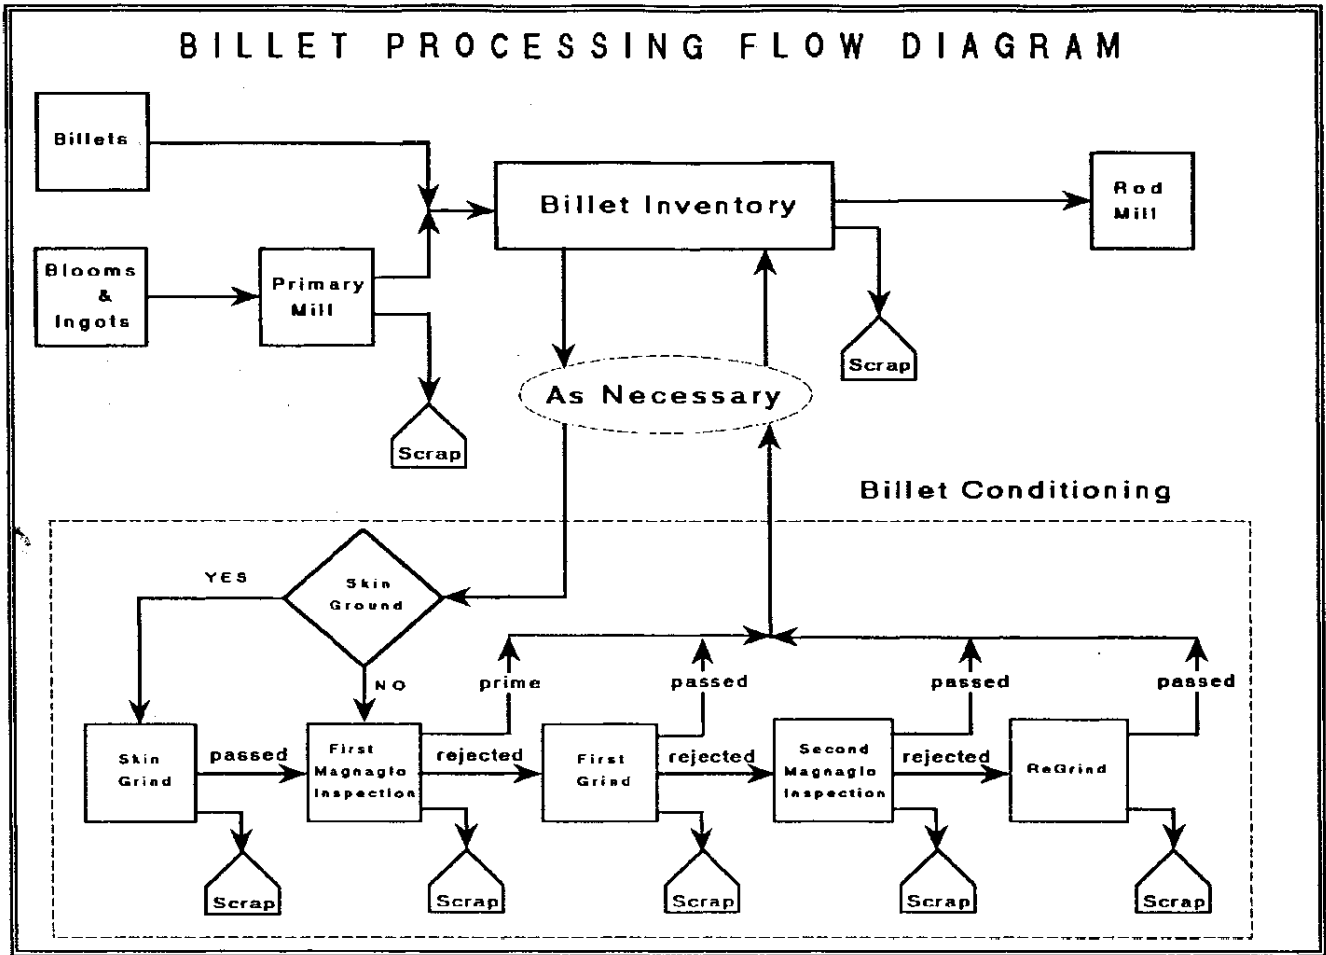 BILLET PROCESSING FLOW DIAGRAM
Billets
Billet Inventory
Rod
Mill
Blooms
&
Ingots
Primary
Mill
Scrap
As Necessary
Scrap
Billet Conditioning
YES
Skin
Ground
NO
prime
passed
passed
passed
Skin
Grind
passed
First
Magnaglo
Inspection
rejected
First
Grind
rejected
Second
Magnaglo
Inspection
rejected
ReGrind
Scrap
Scrap
Scrap
Scrap
Scrap